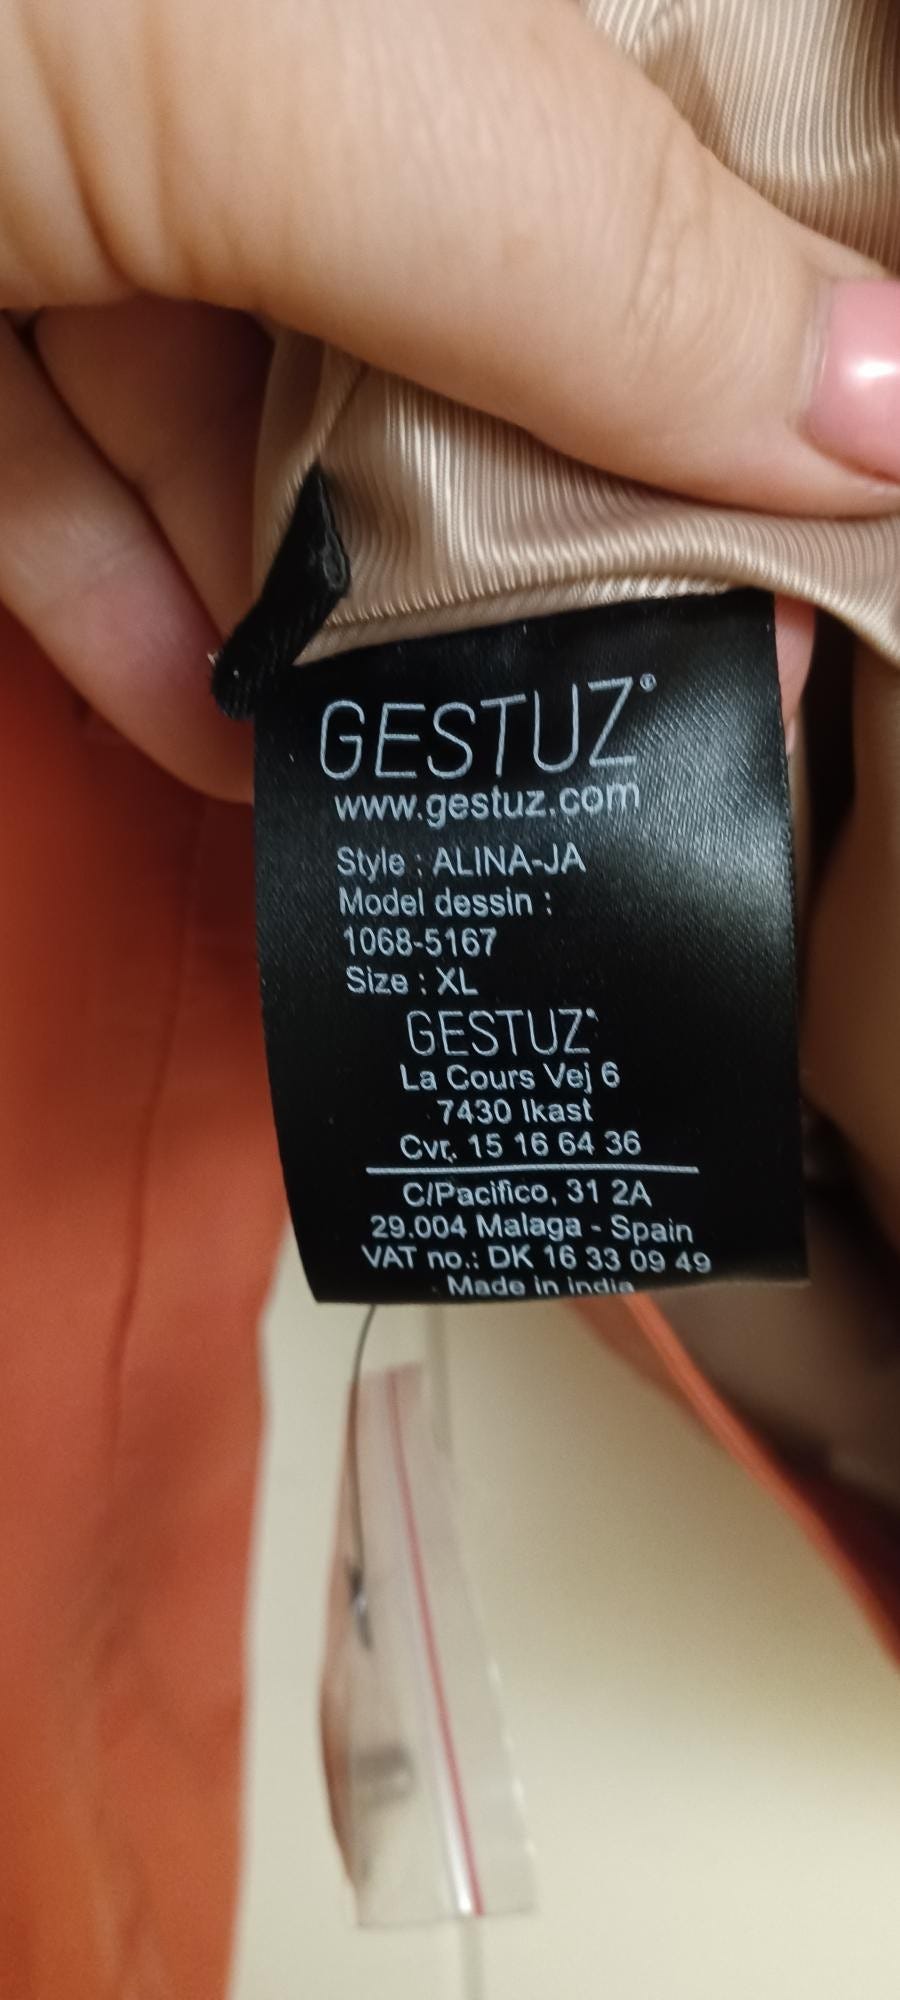 GESTUZ®
www.gestuz.com
Style : ALINA-JA
Model dessin :
1068-5167
Size : XL
GESTUZ®
La Cours Vej 6
7430 Ikast
Cvr. 15 16 64 36
C/Pacifico, 31 2A
29.004 Malaga - Spain
VAT no.: DK 16 33 09 49
Made in india